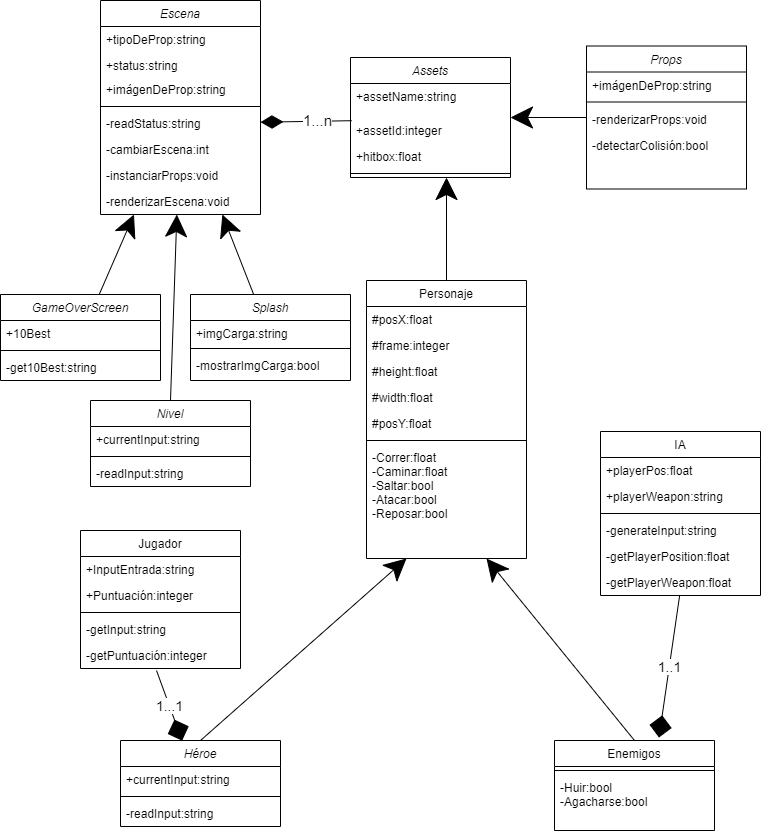 Escena
+tipoDeProp:string
+status:string
+imágenDeProp:string
-readStatus:string
-cambiarEscena:int
-instanciarProps:void
-renderizarEscena:void
1...n
Assets
+assetName:string
+assetId:integer
+hitbox:float
Props
+imágenDeProp:string
-renderizarProps:void
-detectarColisión:bool
GameOverScreen
+10Best
-get10Best:string
Splash
+imgCarga:string
-mostrarImgCarga:bool
Nivel
+currentInput:string
-readInput:string
Personaje
#posX:float
#frame:integer
#height:float
#width:float
#posY:float
-Correr:float
-Caminar:float
-Saltar:bool
-Atacar:bool
-Reposar:bool
IA
+playerPos:float
+playerWeapon:string
-generateInput:string
-getPlayerPosition:float
-getPlayerWeapon:float
Jugador
+InputEntrada:string
+Puntuación:integer
-getInput:string
-getPuntuación:integer
1...1
1..1
Héroe
+currentInput:string
-readInput:string
Enemigos
-Huir:bool
-Agacharse:bool